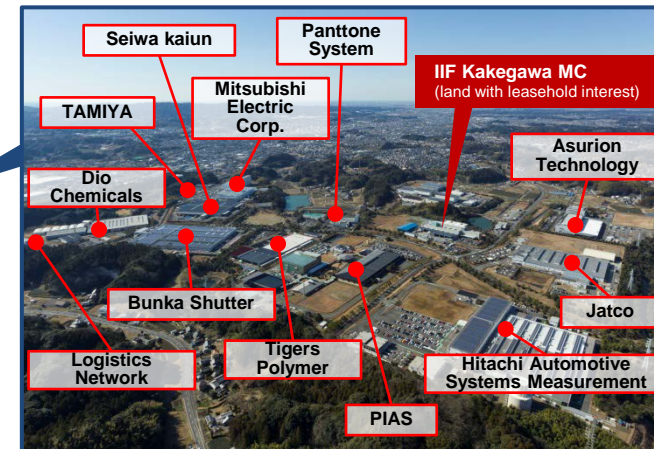 Seiwa kaiun
Panttone
System
IIF Kakegawa MC
(land with leasehold interest)
TAMIYA
Mitsubishi
Electric
Corp.
Asurion
Technology
Dio
Chemicals
Bunka Shutter
Jatco
Logistics
Network
Tigers
Polymer
Hitachi Automotive
Systems Measurement
PIAS